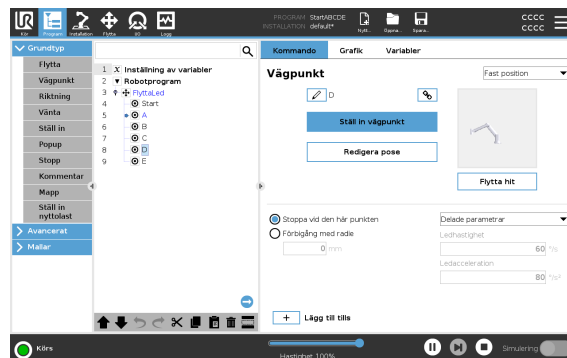 UR
PROGRAM StartABCDE
INSTALLATION default*
CCCC
CCCC
Kör Program Installation Flytta I/O Logg Nytt... Öppna... Spara...
Grundtyp
Flytta
Vägpunkt
Riktning
Vänta
Ställ in
Popup
Stopp
Kommentar
Mapp
Ställ in
nyttolast
Avancerat
Mallar
1 X Inställning av variabler
2 Robotprogram
3 FlyttaLed
4 Start
5 A
6 B
7 C
8 D
9 E
Kommando Grafik Variabler
Vägpunkt
Fast position
D
Ställ in vägpunkt
Redigera pose
Flytta hit
Stoppa vid den här punkten
Delade parametrar
Förbigång med radie
Ledhastighet
0 mm
60 °/s
Ledacceleration
80 °/s²
+ Lägg till tills
Körs
Hastighet 100%
Simulering